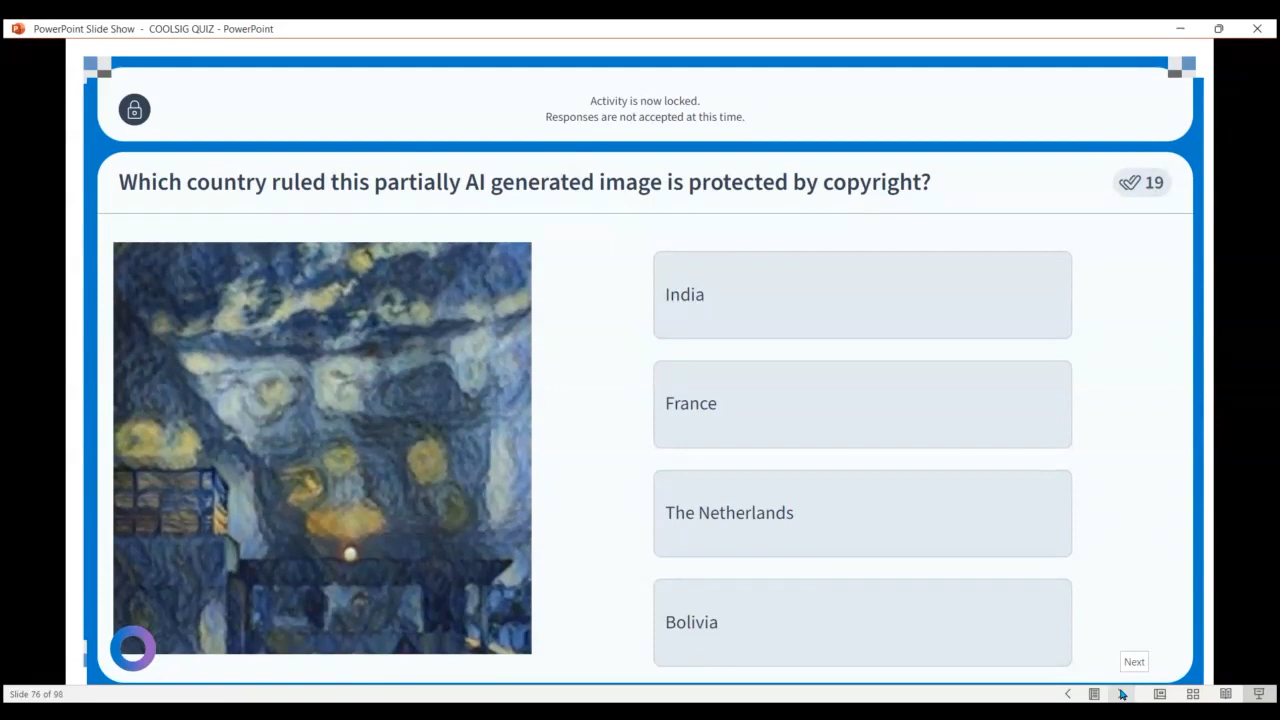 PowerPoint Slide Show - COOLSIG QUIZ - PowerPoint
Activity is now locked.
Responses are not accepted at this time.
Which country ruled this partially AI generated image is protected by copyright?
19
India
France
The Netherlands
Bolivia
Next
Slide 76 of 98